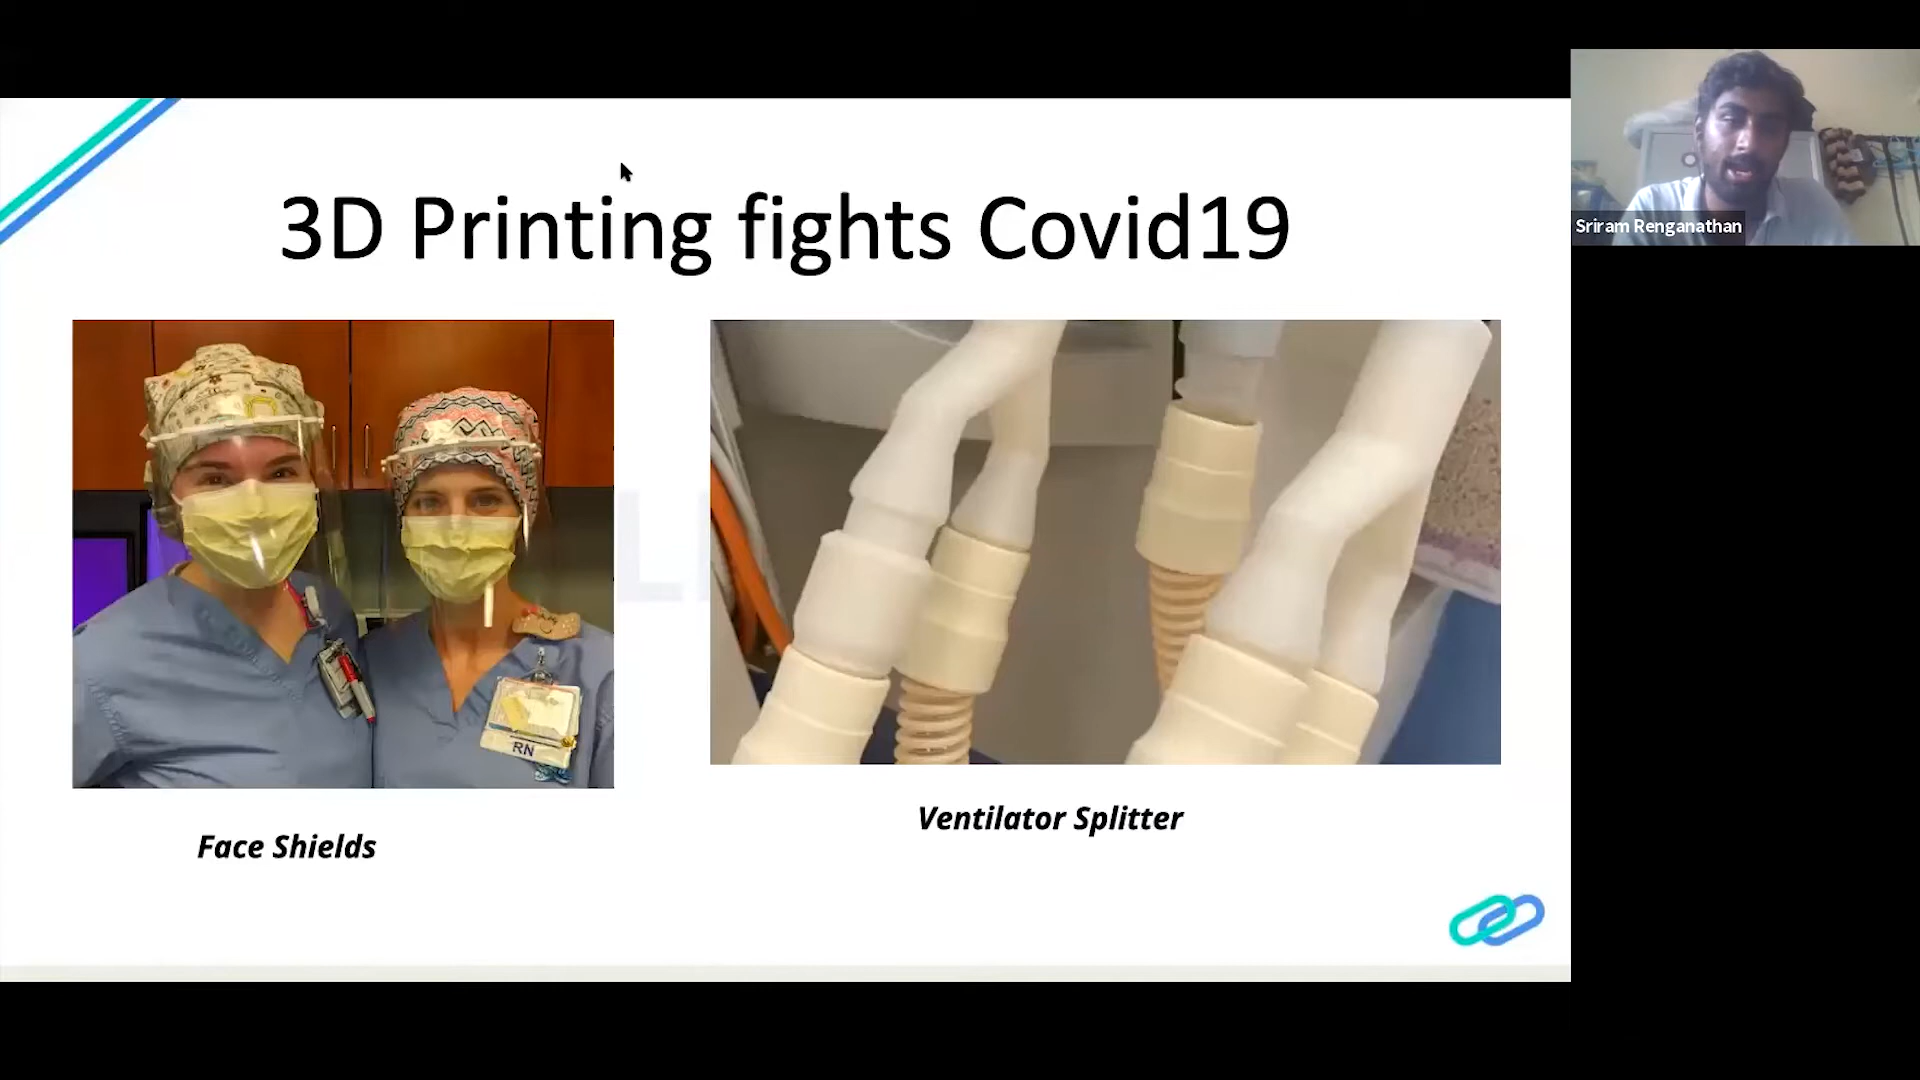 3D Printing fights Covid19
Sriram Renganathan
RN
Face Shields
Ventilator Splitter